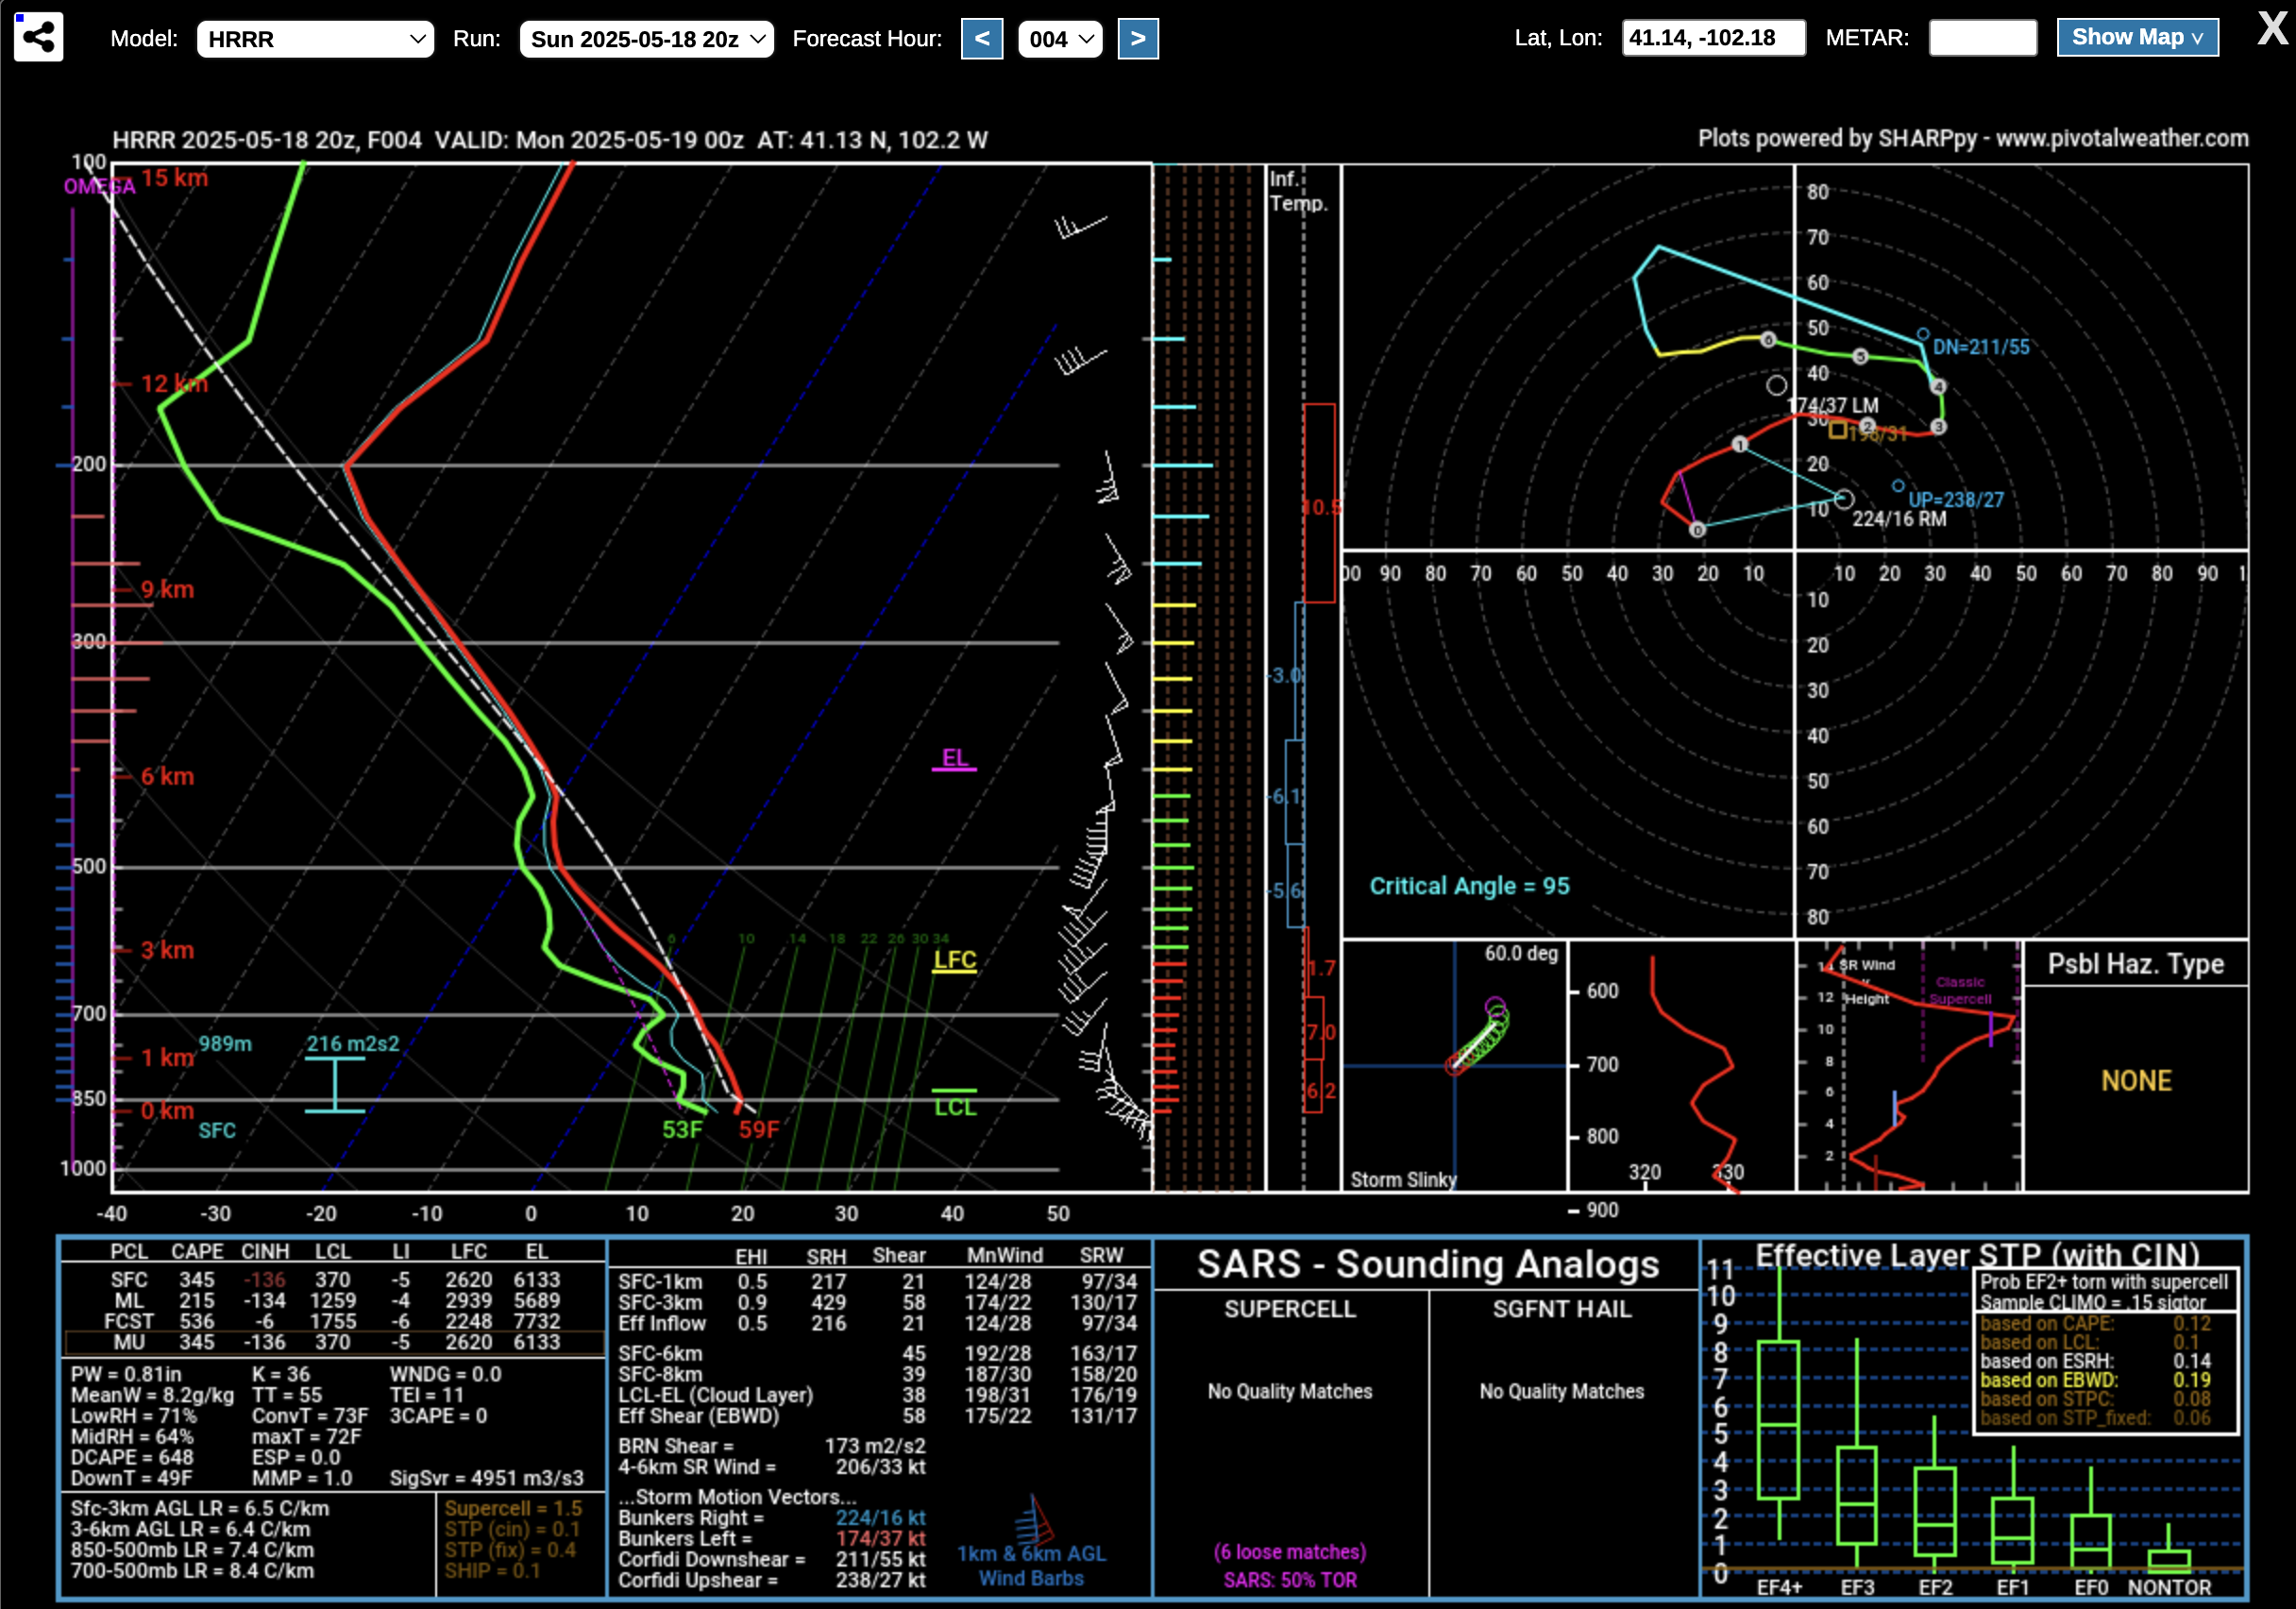 Model: HRRR Run: Sun 2025-05-18 20z Forecast Hour: < 004 > Lat, Lon: 41.14, -102.18 METAR: Show Map v X
HRRR 2025-05-18 20z, F004 VALID: Mon 2025-05-19 00z AT: 41.13 N, 102.2 W
Plots powered by SHARPpy - www.pivotalweather.com
100
OMEGA
15 km
12 km
200
9 km
300
EL
6 km
500
6 10 14 18 22 26 30 34
3 km
LFC
700
989m 216 m2s2
1 km
850
0 km
LCL
SFC
53F 59F
1000
-40 -30 -20 -10 0 10 20 30 40 50
Inf.
Temp.
10.5
-3.0
-6.1
-5.6
1.7
7.0
6.2
80
70
60
50
40
30
20
10
90 80 70 60 50 40 30 20 10 10 20 30 40 50 60 70 80 90
10
20
30
40
50
60
70
80
0
1
2
3
4
5
6
DN=211/55
174/37 LM
UP=238/27
224/16 RM
Critical Angle = 95
60.0 deg
Storm Slinky
600
700
800
900
320 330
SR Wind
v
Height
Classic
Supercell
14
12
10
8
6
4
2
Psbl Haz. Type
NONE
PCL CAPE CINH LCL LI LFC EL
SFC 345 -136 370 -5 2620 6133
ML 215 -134 1259 -4 2939 5689
FCST 536 -6 1755 -6 2248 7732
MU 345 -136 370 -5 2620 6133
PW = 0.81in K = 36 WNDG = 0.0
MeanW = 8.2g/kg TT = 55 TEI = 11
LowRH = 71% ConvT = 73F 3CAPE = 0
MidRH = 64% maxT = 72F
DCAPE = 648 ESP = 0.0
DownT = 49F MMP = 1.0 SigSvr = 4951 m3/s3
Sfc-3km AGL LR = 6.5 C/km
3-6km AGL LR = 6.4 C/km
850-500mb LR = 7.4 C/km
700-500mb LR = 8.4 C/km
Supercell = 1.5
STP (cin) = 0.1
STP (fix) = 0.4
SHIP = 0.1
EHI SRH Shear MnWind SRW
SFC-1km 0.5 217 21 124/28 97/34
SFC-3km 0.9 429 58 174/22 130/17
Eff Inflow 0.5 216 21 124/28 97/34
SFC-6km 45 192/28 163/17
SFC-8km 39 187/30 158/20
LCL-EL (Cloud Layer) 38 198/31 176/19
Eff Shear (EBWD) 58 175/22 131/17
BRN Shear = 173 m2/s2
4-6km SR Wind = 206/33 kt
...Storm Motion Vectors...
Bunkers Right = 224/16 kt
Bunkers Left = 174/37 kt
Corfidi Downshear = 211/55 kt
Corfidi Upshear = 238/27 kt
1km & 6km AGL
Wind Barbs
SARS - Sounding Analogs
SUPERCELL SGFNT HAIL
No Quality Matches No Quality Matches
(6 loose matches)
SARS: 50% TOR
Effective Layer STP (with CIN)
Prob EF2+ torn with supercell
Sample CLIMO = .15 sigtor
based on CAPE: 0.12
based on LCL: 0.1
based on ESRH: 0.14
based on EBWD: 0.19
based on STPC: 0.08
based on STP_fixed: 0.06
11
10
9
8
7
6
5
4
3
2
1
0
EF4+ EF3 EF2 EF1 EF0 NONTOR